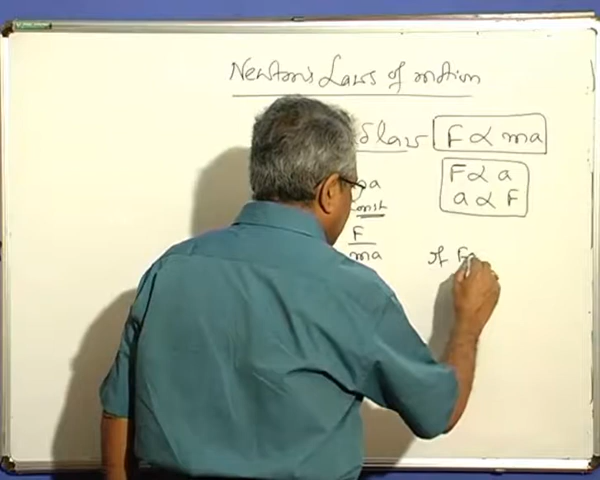 Newton's Laws of motion
law F ∝ ma
F ∝ a
a ∝ F
a
const
F
ma
If F